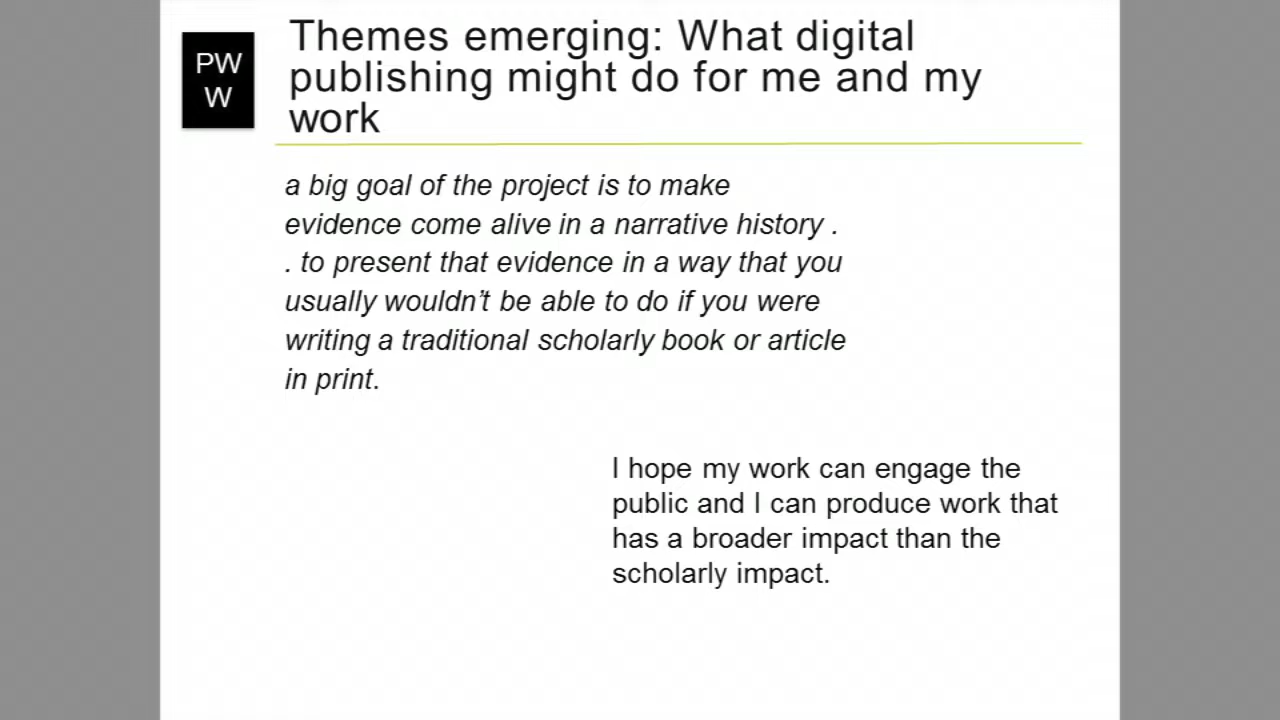 PW
W
Themes emerging: What digital
publishing might do for me and my
work
a big goal of the project is to make
evidence come alive in a narrative history .
. to present that evidence in a way that you
usually wouldn’t be able to do if you were
writing a traditional scholarly book or article
in print.
I hope my work can engage the
public and I can produce work that
has a broader impact than the
scholarly impact.